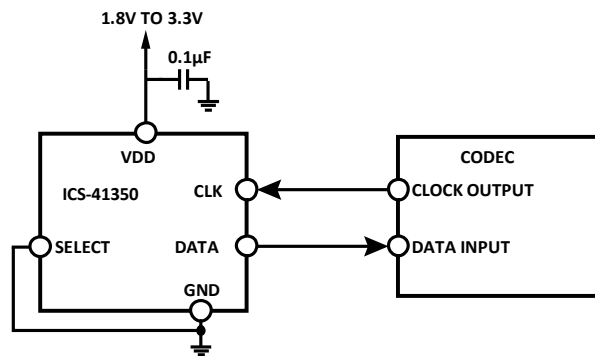 1.8V TO 3.3V
0.1µF
VDD
CODEC
ICS-41350
CLK
CLOCK OUTPUT
SELECT
DATA
DATA INPUT
GND